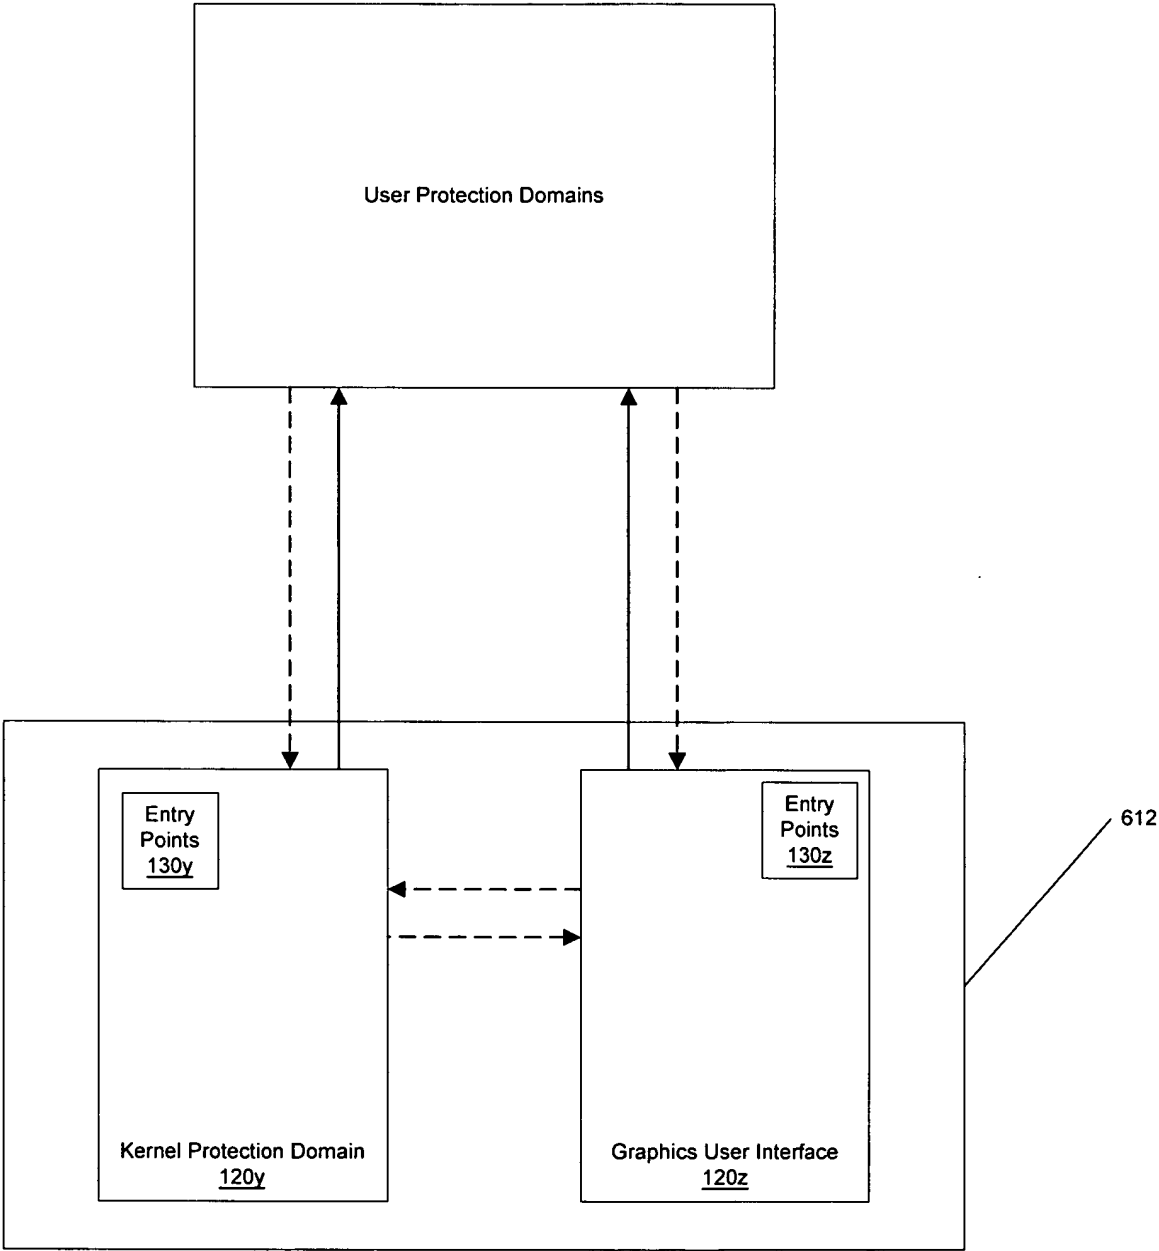 User Protection Domains
Entry
Points
130y
Entry
Points
130z
612
Kernel Protection Domain
120y
Graphics User Interface
120z